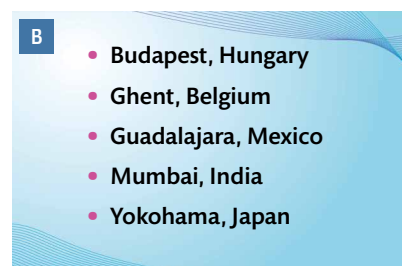 B
• Budapest, Hungary
• Ghent, Belgium
• Guadalajara, Mexico
• Mumbai, India
• Yokohama, Japan